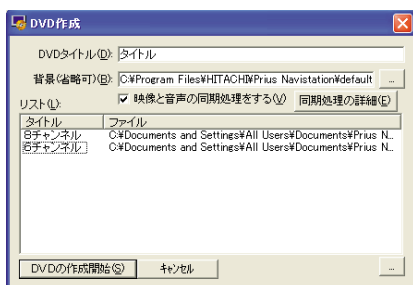 DVD作成
DVDタイトル(D): タイトル
背景(省略可)(B): C:¥Program Files¥HITACHI¥Prius Navistation¥default ...
リスト(L): ✓ 映像と音声の同期処理をする(V) 同期処理の詳細(E)
タイトル ファイル
8チャンネル C:¥Documents and Settings¥All Users¥Documents¥Prius N...
6チャンネル C:¥Documents and Settings¥All Users¥Documents¥Prius N...
DVDの作成開始(S) キャンセル ...